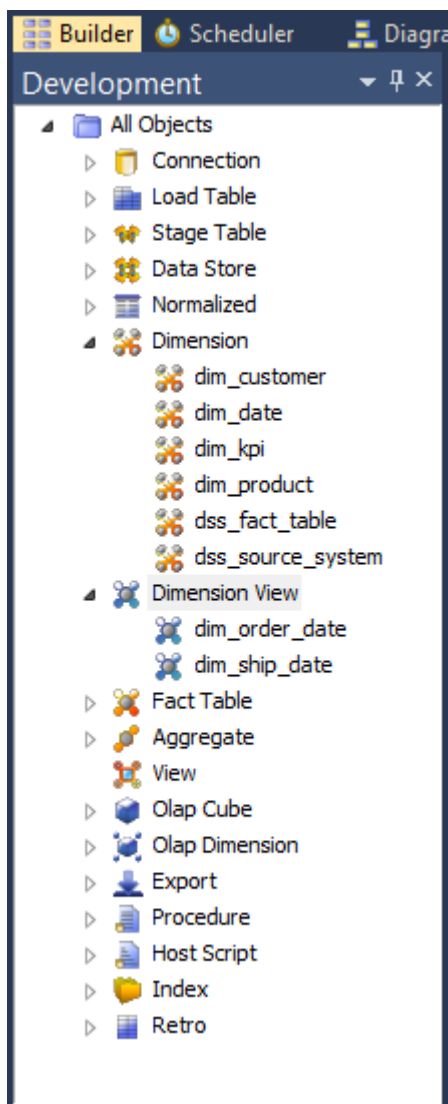 Builder Scheduler Diagra
Development
All Objects
Connection
Load Table
Stage Table
Data Store
Normalized
Dimension
dim_customer
dim_date
dim_kpi
dim_product
dss_fact_table
dss_source_system
Dimension View
dim_order_date
dim_ship_date
Fact Table
Aggregate
View
Olap Cube
Olap Dimension
Export
Procedure
Host Script
Index
Retro